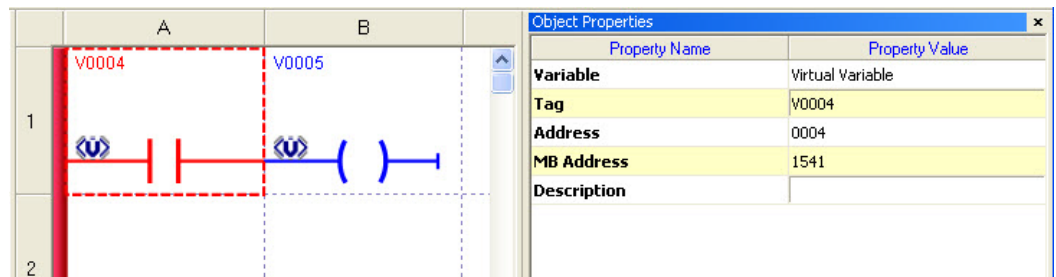 A B
1
V0004 V0005
<Ü> <Ü>
2
Object Properties
Property Name Property Value
Variable Virtual Variable
Tag V0004
Address 0004
MB Address 1541
Description